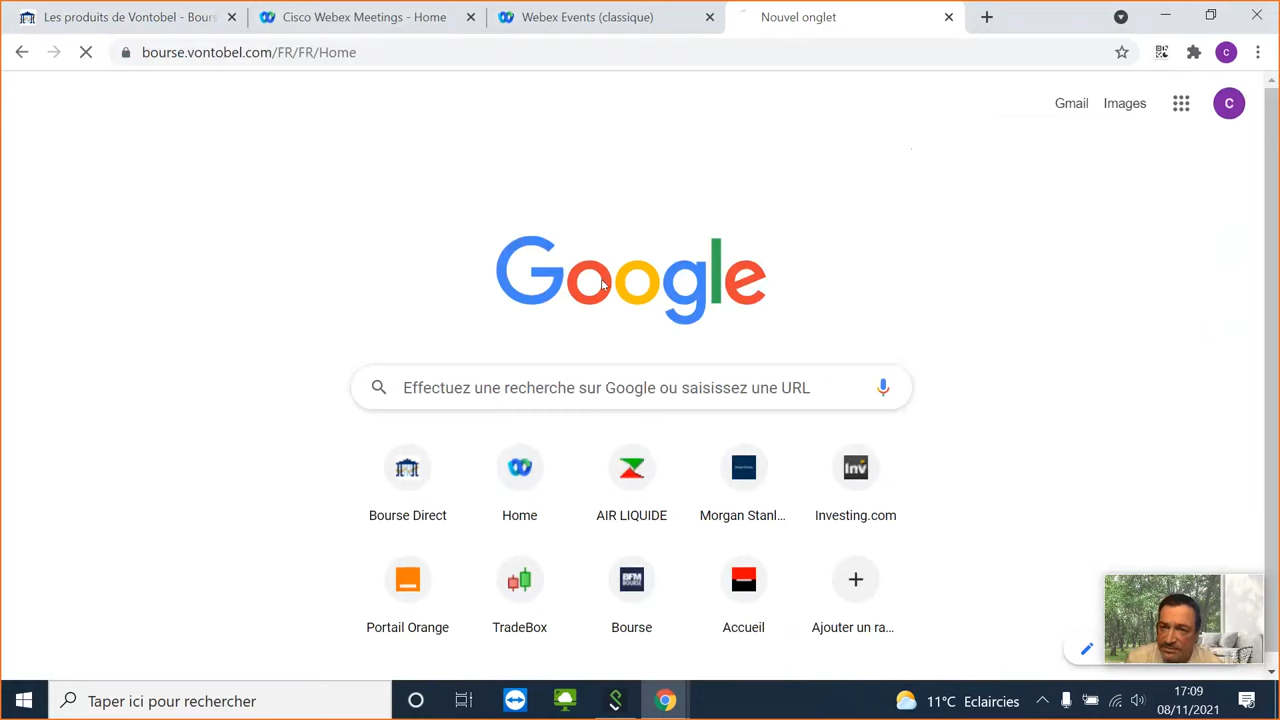 Les produits de Vontobel - Bours
Cisco Webex Meetings - Home
Webex Events (classique)
Nouvel onglet
bourse.vontobel.com/FR/FR/Home
C
Gmail
Images
C
Google
Effectuez une recherche sur Google ou saisissez une URL
Inv
Bourse Direct
Home
AIR LIQUIDE
Morgan Stanl...
Investing.com
BFM
BOURSE
Portail Orange
TradeBox
Bourse
Accueil
Ajouter un ra...
Taper ici pour rechercher
11°C Eclaircies
17:09
08/11/2021